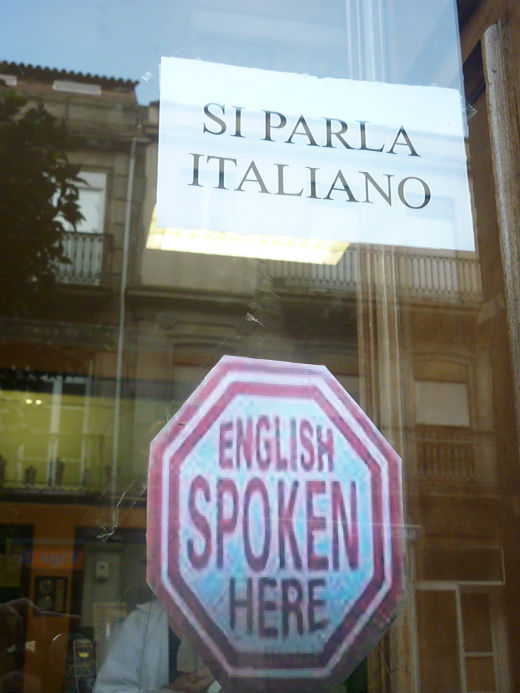 SI PARLA
ITALIANO
ENGLISH
SPOKEN
HERE